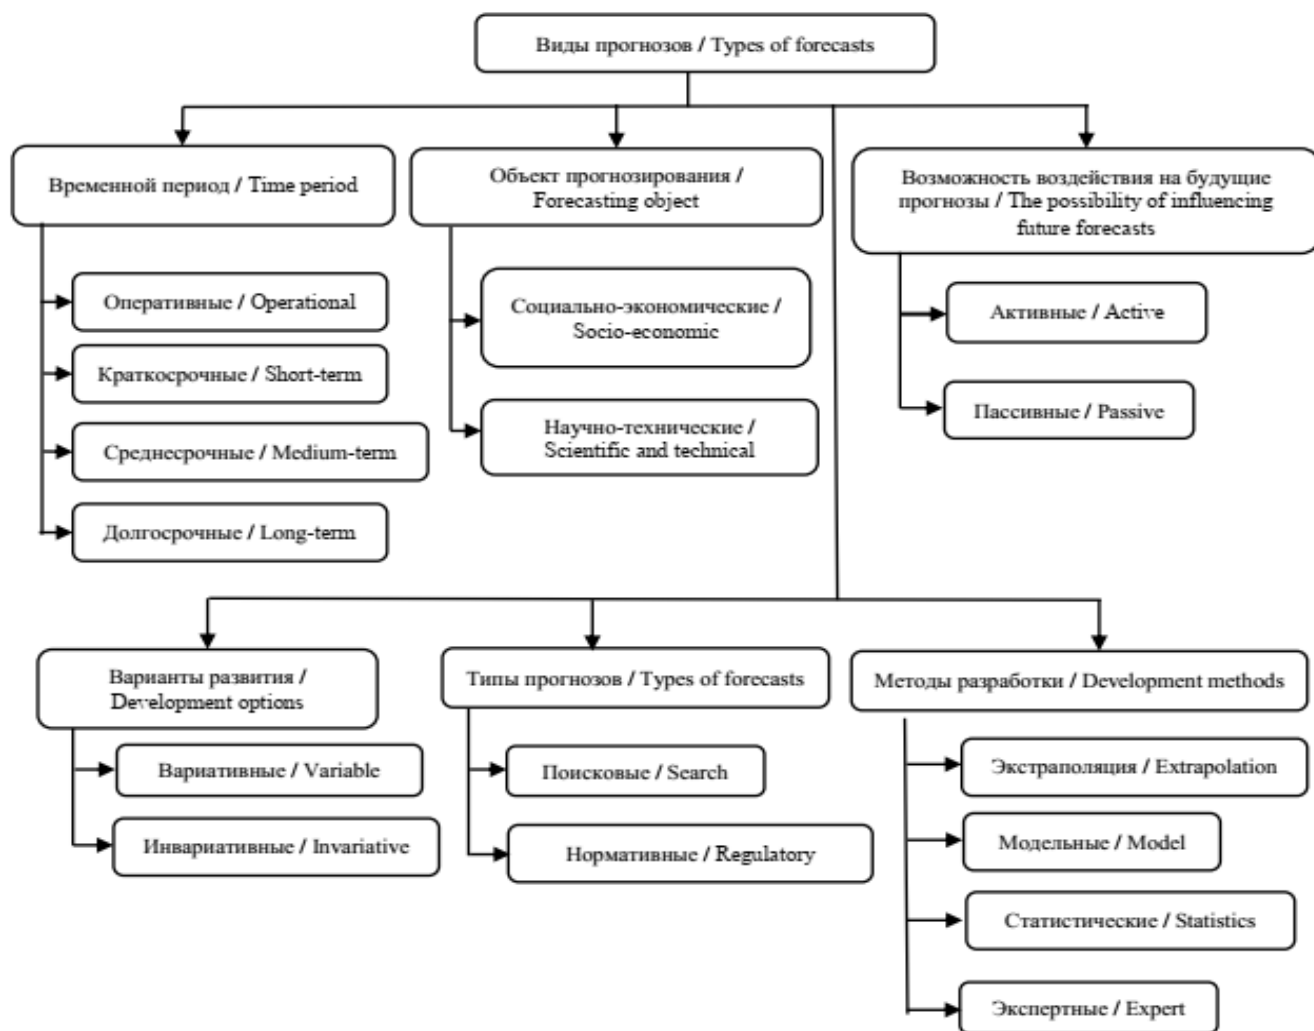 Виды прогнозов / Types of forecasts
Временной период / Time period
Объект прогнозирования /
Forecasting object
Возможность воздействия на будущие
прогнозы / The possibility of influencing
future forecasts
Оперативные / Operational
Краткосрочные / Short-term
Среднесрочные / Medium-term
Долгосрочные / Long-term
Социально-экономические /
Socio-economic
Научно-технические /
Scientific and technical
Активные / Active
Пассивные / Passive
Варианты развития /
Development options
Вариативные / Variable
Инвариативные / Invariative
Типы прогнозов / Types of forecasts
Поисковые / Search
Нормативные / Regulatory
Методы разработки / Development methods
Экстраполяция / Extrapolation
Модельные / Model
Статистические / Statistics
Экспертные / Expert